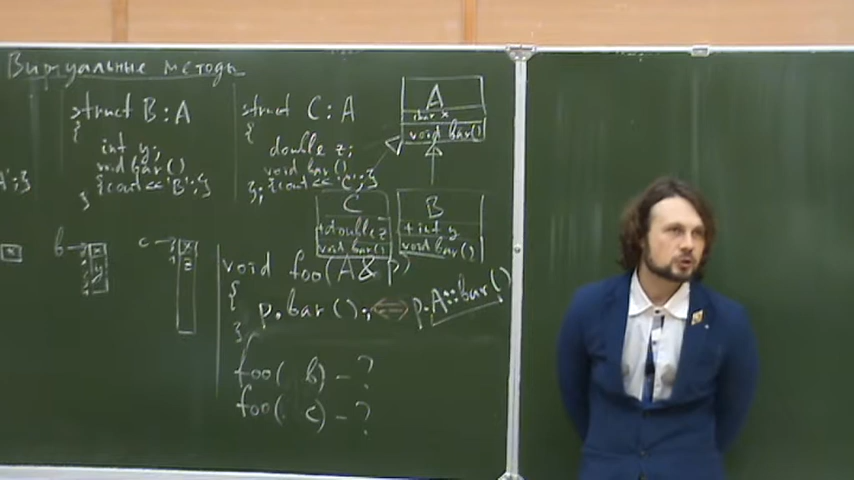 Виртуальные методы
struct B : A
{
int y;
void bar()
{cout << 'B';}
}
';}
struct C : A
{
double z;
void bar()
{cout << 'C';}
};
A
char x
void bar()
C
+double z
void bar()
B
+int y
void bar()
x
b → x
y
c → x
z
void foo(A& p)
{
p.bar(); ⇔ p.A::bar()
}
foo( b) - ?
foo( c) - ?